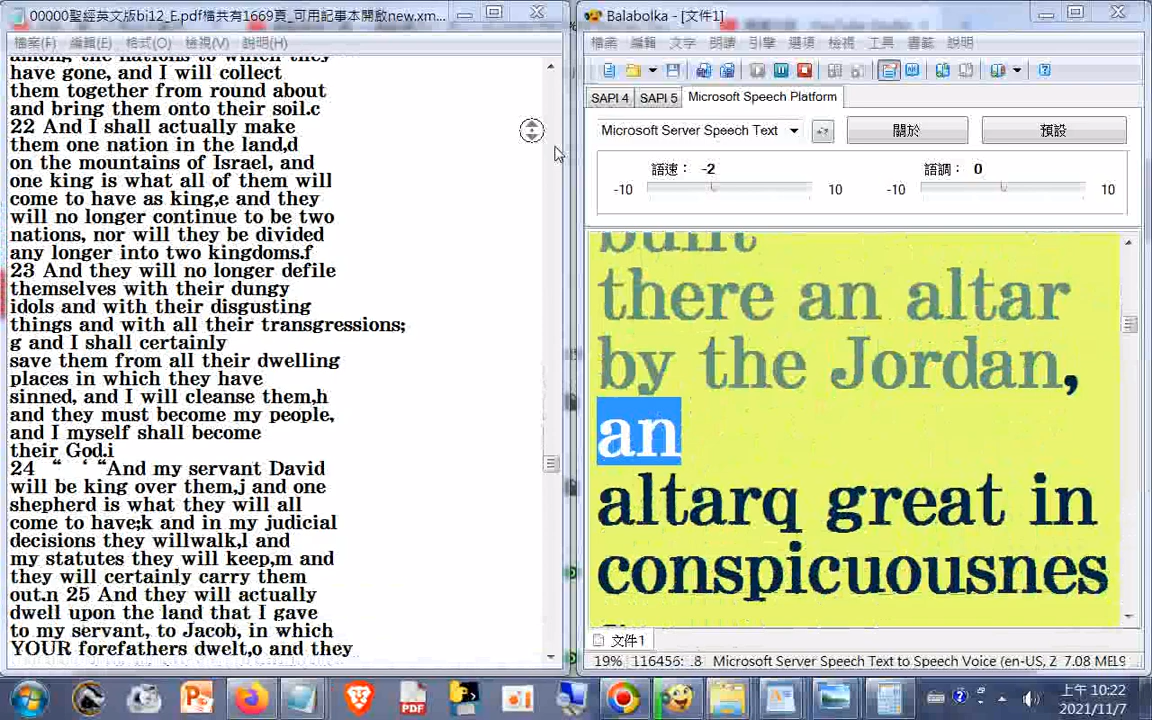 00000聖經英文版bi12_E.pdf檔共有1669頁_可用記事本開啟new.xm...
檔案(F) 編輯(E) 格式(O) 檢視(V) 說明(H)
among the nations to which they
have gone, and I will collect
them together from round about
and bring them onto their soil.c
22 And I shall actually make
them one nation in the land,d
on the mountains of Israel, and
one king is what all of them will
come to have as king,e and they
will no longer continue to be two
nations, nor will they be divided
any longer into two kingdoms.f
23 And they will no longer defile
themselves with their dungy
idols and with their disgusting
things and with all their transgressions;
g and I shall certainly
save them from all their dwelling
places in which they have
sinned, and I will cleanse them,h
and they must become my people,
and I myself shall become
their God.i
24 “ ‘ “And my servant David
will be king over them,j and one
shepherd is what they will all
come to have;k and in my judicial
decisions they willwalk,l and
my statutes they will keep,m and
they will certainly carry them
out.n 25 And they will actually
dwell upon the land that I gave
to my servant, to Jacob, in which
YOUR forefathers dwelt,o and they
Balabolka - [文件1]
檔案 編輯 文字 朗讀 引擎 選項 檢視 工具 書籤 說明
SAPI 4 SAPI 5 Microsoft Speech Platform
Microsoft Server Speech Text 關於 預設
語速： -2 語調： 0
-10 10 -10 10
built
there an altar
by the Jordan,
an
altarq great in
conspicuousnes
文件1
19% 116456: .8 Microsoft Server Speech Text to Speech Voice (en-US, Z 7.08 MB
上午 10:22
2021/11/7